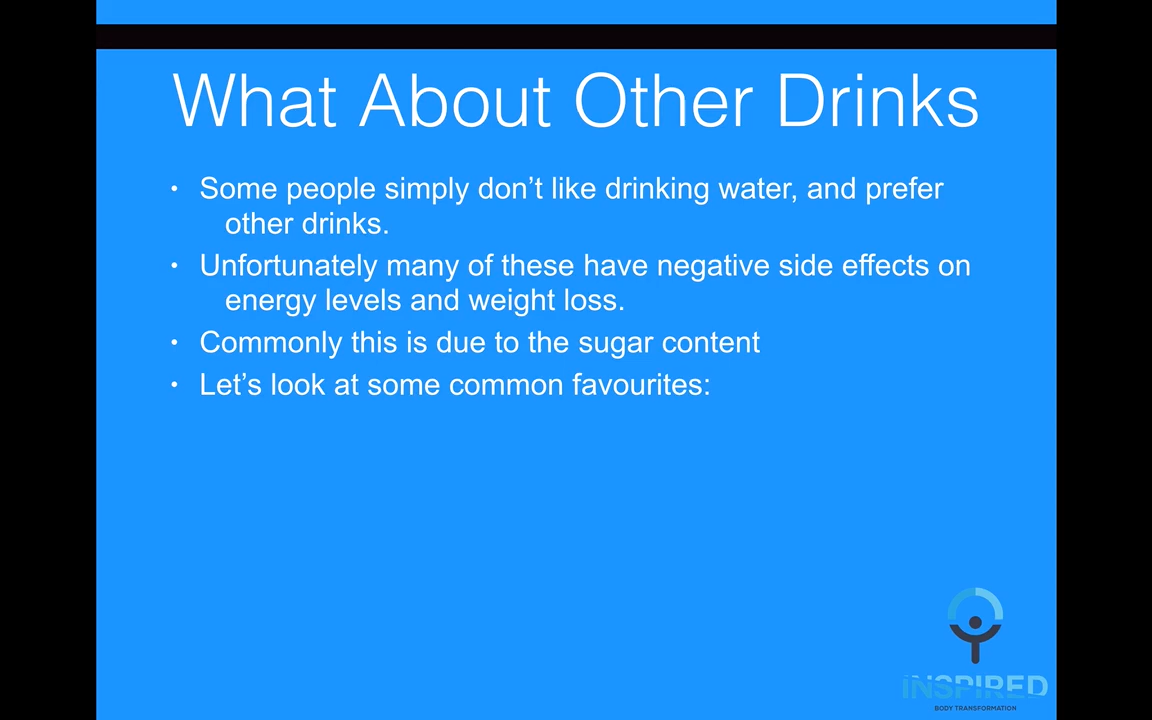 What About Other Drinks
• Some people simply don’t like drinking water, and prefer
other drinks.
• Unfortunately many of these have negative side effects on
energy levels and weight loss.
• Commonly this is due to the sugar content
• Let’s look at some common favourites:
INSPIRED
BODY TRANSFORMATION